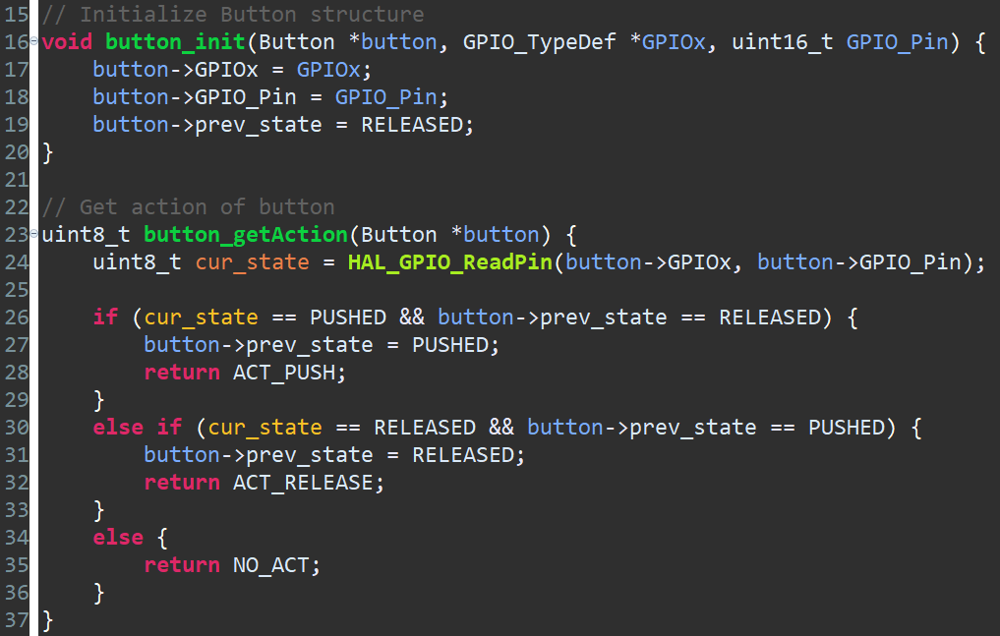 15 // Initialize Button structure
16 void button_init(Button *button, GPIO_TypeDef *GPIOx, uint16_t GPIO_Pin) {
17     button->GPIOx = GPIOx;
18     button->GPIO_Pin = GPIO_Pin;
19     button->prev_state = RELEASED;
20 }
21
22 // Get action of button
23 uint8_t button_getAction(Button *button) {
24     uint8_t cur_state = HAL_GPIO_ReadPin(button->GPIOx, button->GPIO_Pin);
25
26     if (cur_state == PUSHED && button->prev_state == RELEASED) {
27         button->prev_state = PUSHED;
28         return ACT_PUSH;
29     }
30     else if (cur_state == RELEASED && button->prev_state == PUSHED) {
31         button->prev_state = RELEASED;
32         return ACT_RELEASE;
33     }
34     else {
35         return NO_ACT;
36     }
37 }